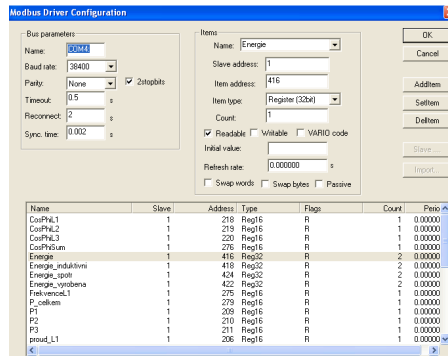 Modbus Driver Configuration
Bus parameters
Name: COM4:
Baud rate: 38400
Parity: None 2stopbits
Timeout: 0.5 s
Reconnect: 2 s
Sync. time: 0.002 s
Items
Name: Energie
Slave address: 1
Item address: 416
Item type: Register (32bit)
Count: 1
Readable Writable VARIO code
Initial value:
Refresh rate: 0.000000 s
Swap words Swap bytes Passive
OK
Cancel
AddItem
SetItem
DelItem
Slave ...
Import...
Name Slave Address Type Flags Count Perio
CosPhiL1 1 218 Reg16 R 1 0.00000
CosPhiL2 1 219 Reg16 R 1 0.00000
CosPhiL3 1 220 Reg16 R 1 0.00000
CosPhiSum 1 276 Reg16 R 1 0.00000
Energie 1 416 Reg32 R 2 0.00000
Energie_induktivni 1 418 Reg32 R 2 0.00000
Energie_spotr 1 424 Reg32 R 2 0.00000
Energie_vyrobena 1 422 Reg32 R 2 0.00000
FrekvenceL1 1 275 Reg16 R 1 0.00000
P_celkem 1 279 Reg16 R 1 0.00000
P1 1 209 Reg16 R 1 0.00000
P2 1 210 Reg16 R 1 0.00000
P3 1 211 Reg16 R 1 0.00000
proud_L1 1 206 Reg16 R 1 0.00000